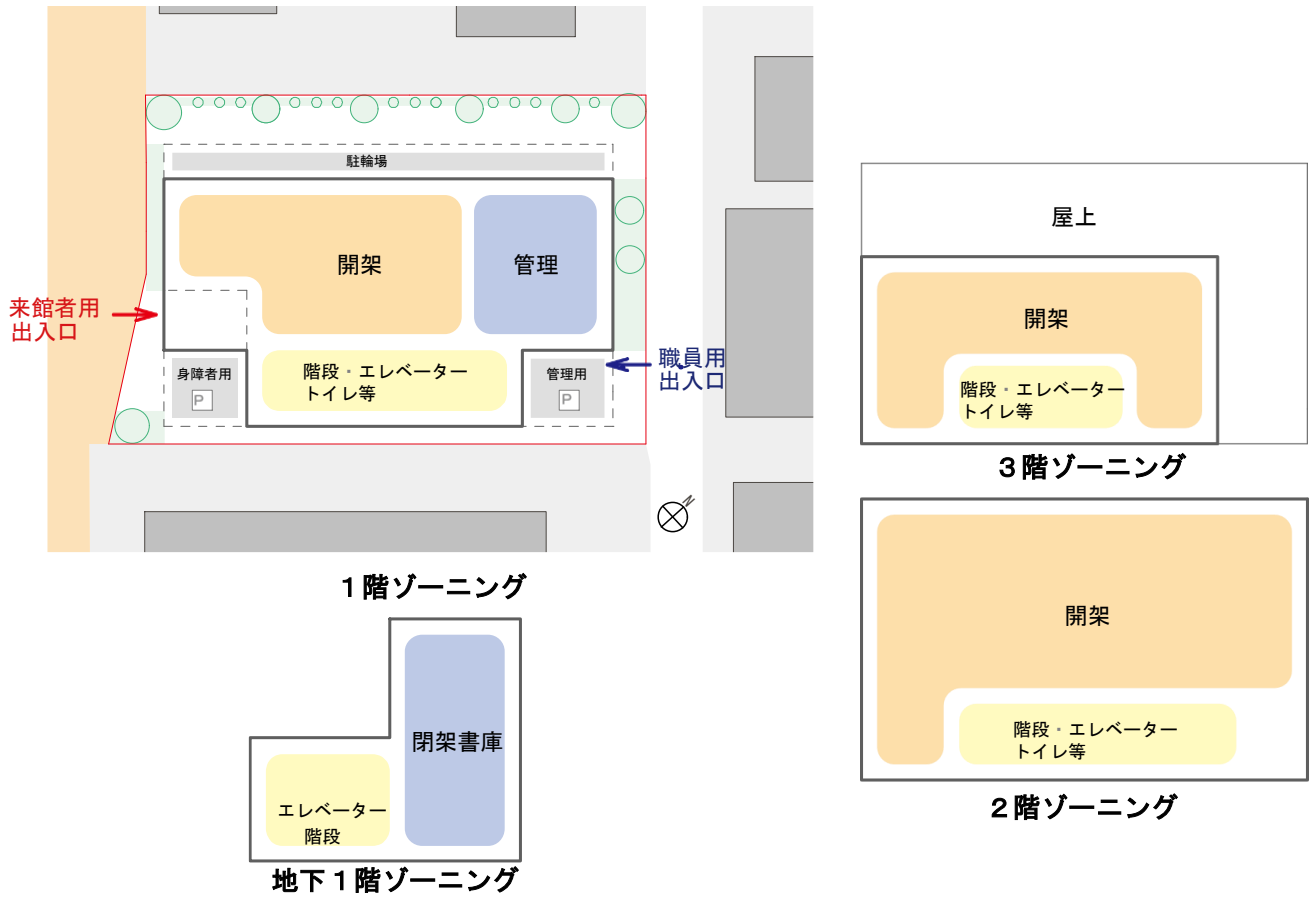 駐輪場
開架
管理
来館者用
出入口
身障者用
P
階段・エレベーター
トイレ等
管理用
P
職員用
出入口
N
1階ゾーニング
屋上
開架
階段・エレベーター
トイレ等
3階ゾーニング
開架
階段・エレベーター
トイレ等
2階ゾーニング
閉架書庫
エレベーター
階段
地下1階ゾーニング